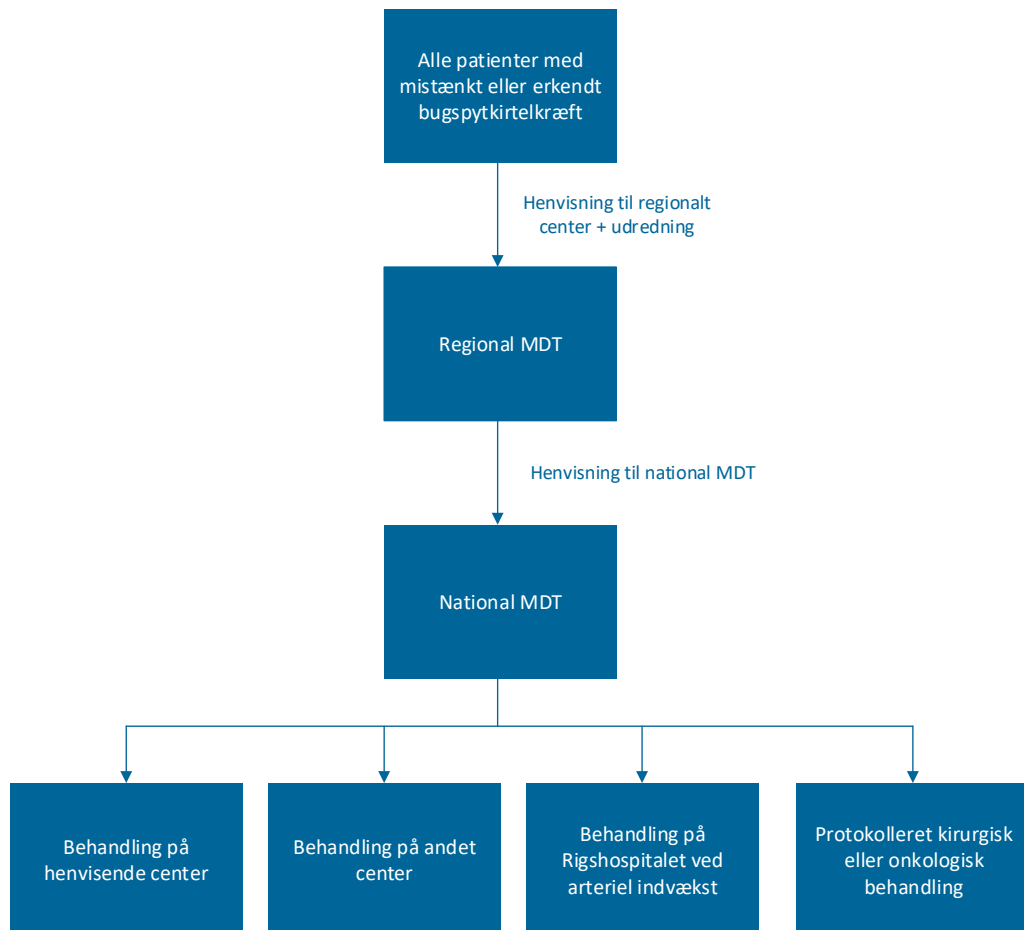 Alle patienter med
mistænkt eller erkendt
bugspytkirtelkræft
Henvisning til regionalt
center + udredning
Regional MDT
Henvisning til national MDT
National MDT
Behandling på
henvisende center
Behandling på andet
center
Behandling på
Rigshospitalet ved
arteriel indvækst
Protokolleret kirurgisk
eller onkologisk
behandling